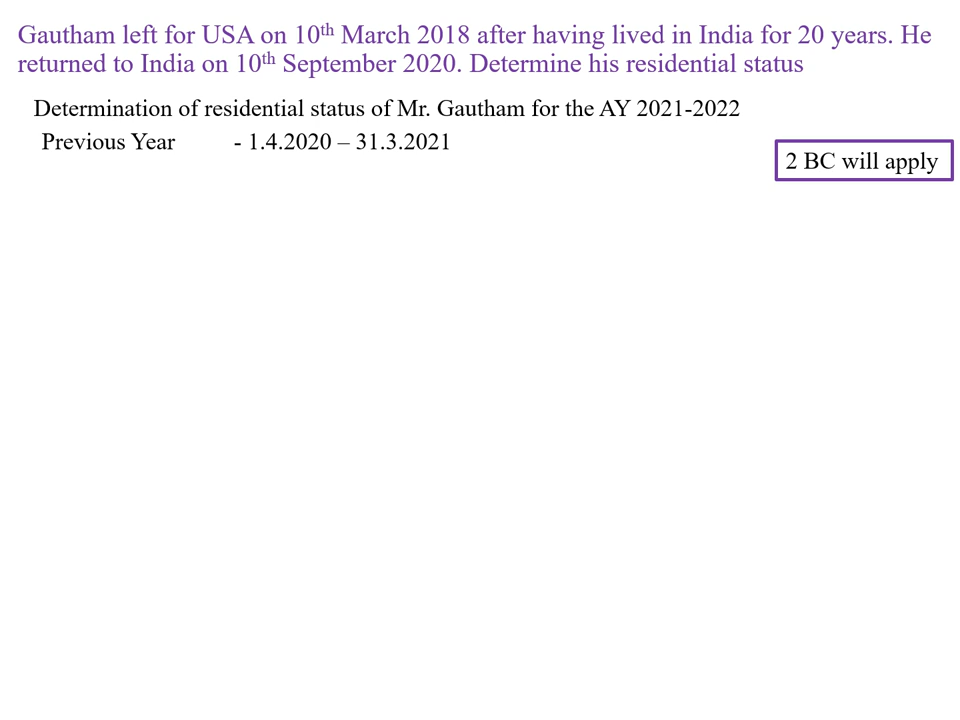 Gautham left for USA on 10th March 2018 after having lived in India for 20 years. He
returned to India on 10th September 2020. Determine his residential status
Determination of residential status of Mr. Gautham for the AY 2021-2022
Previous Year - 1.4.2020 – 31.3.2021
2 BC will apply